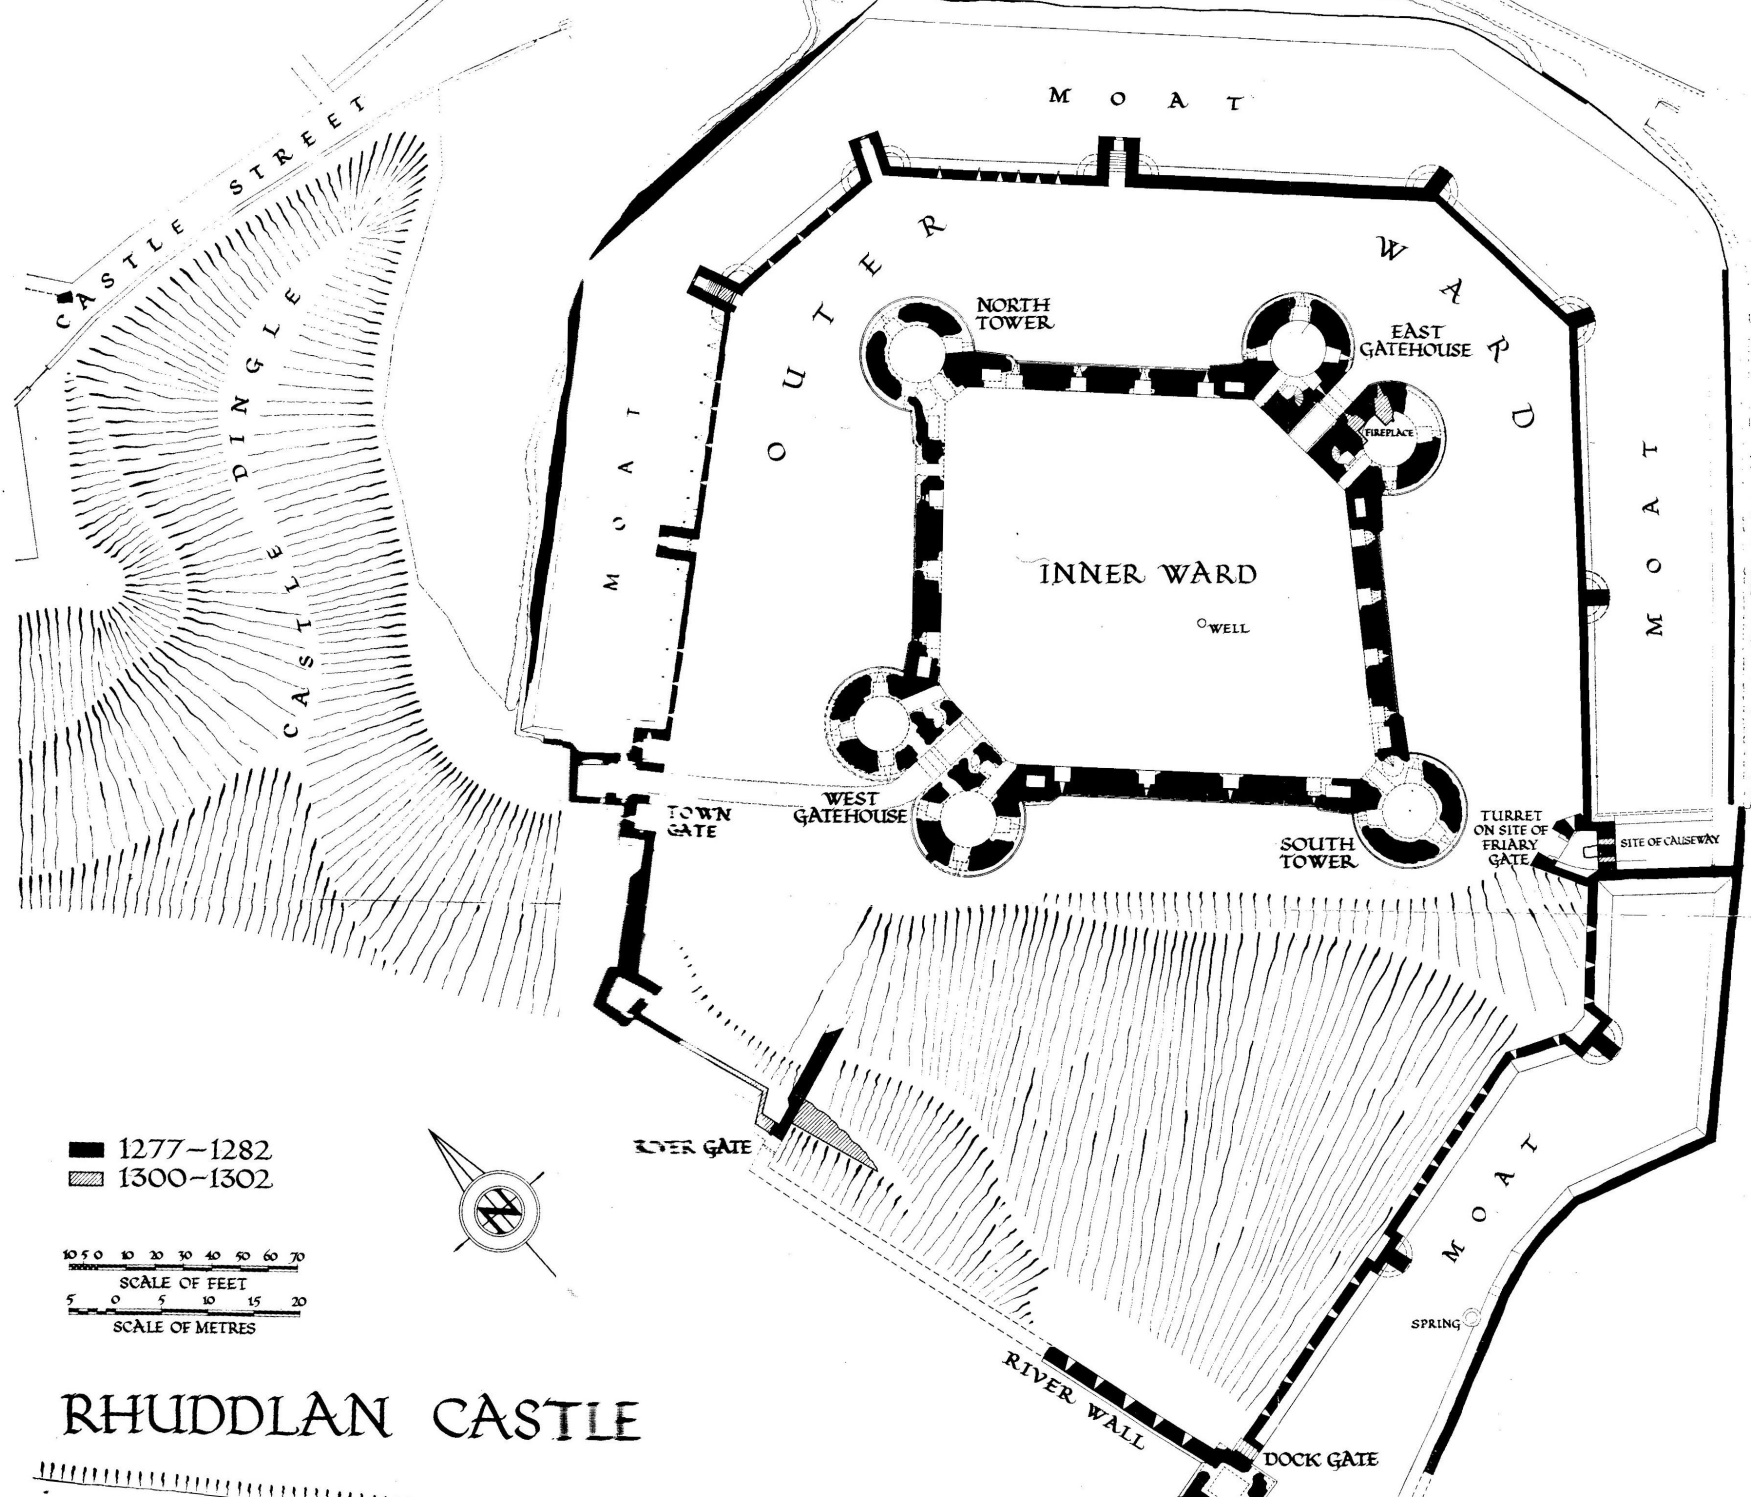 MOAT
CASTLE STREET
OUTER WARD
NORTH
TOWER
EAST
GATEHOUSE
FIREPLACE
CASTLE DINGLE
MOAT
MOAT
INNER WARD
WELL
WEST
GATEHOUSE
TOWN
GATE
SOUTH
TOWER
TURRET
ON SITE OF
FRIARY
GATE
SITE OF CAUSEWAY
RIVER GATE
MOAT
1277-1282
1300-1302
N
10 5 0 10 20 30 40 50 60 70
SCALE OF FEET
5 0 5 10 15 20
SCALE OF METRES
SPRING
RIVER WALL
DOCK GATE
RHUDDLAN CASTLE